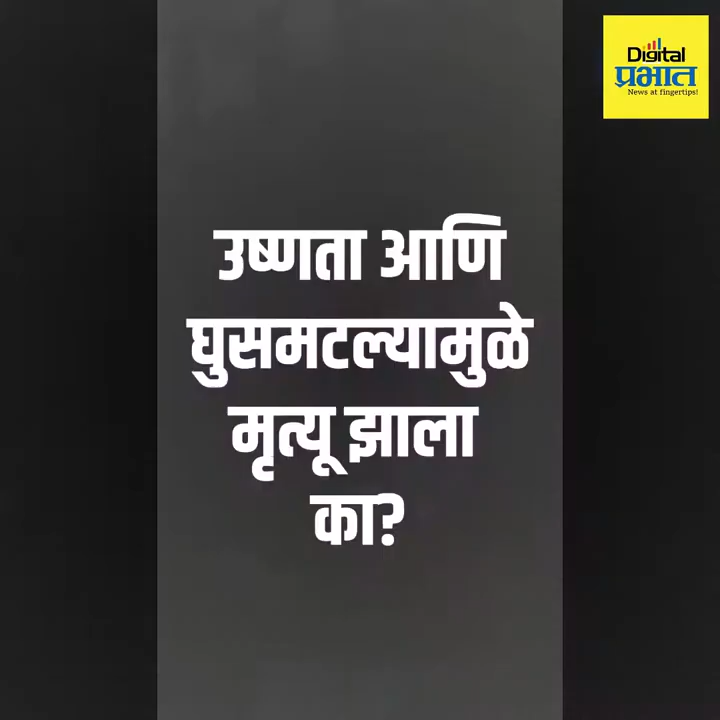 Digital
प्रभात
News at fingertips!
उष्णता आणि
घुसमटल्यामुळे
मृत्यू झाला
का?